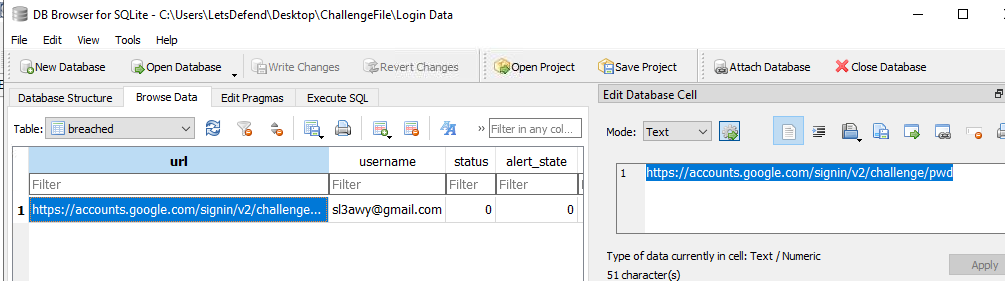 DB Browser for SQLite - C:\Users\LetsDefend\Desktop\ChallengeFile\Login Data
File Edit View Tools Help
New Database Open Database Write Changes Revert Changes Open Project Save Project Attach Database Close Database
Database Structure Browse Data Edit Pragmas Execute SQL
Table: breached Filter in any col...
url username status alert_state
Filter Filter Filter Filter
1 https://accounts.google.com/signin/v2/challenge... sl3awy@gmail.com 0 0
Edit Database Cell
Mode: Text
1 https://accounts.google.com/signin/v2/challenge/pwd
Type of data currently in cell: Text / Numeric
51 character(s)
Apply